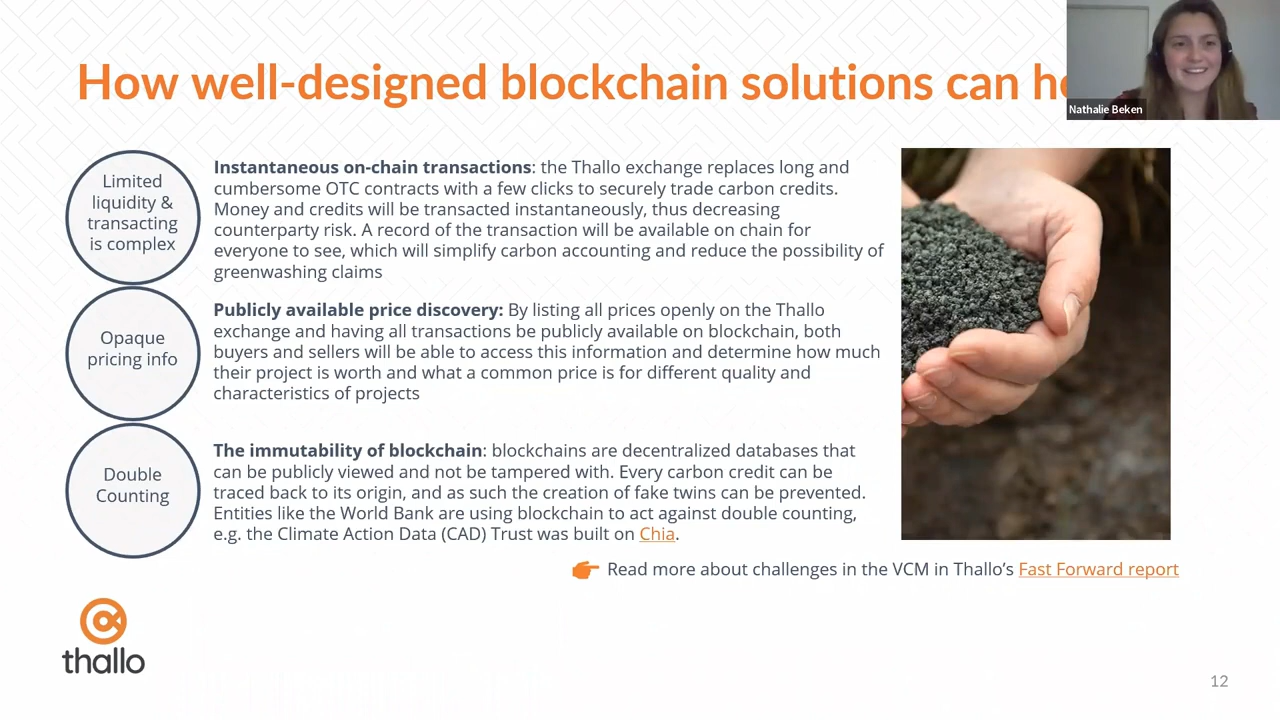 How well-designed blockchain solutions can
Nathalie Beken
Limited
liquidity &
transacting
is complex
Instantaneous on-chain transactions: the Thallo exchange replaces long and
cumbersome OTC contracts with a few clicks to securely trade carbon credits.
Money and credits will be transacted instantaneously, thus decreasing
counterparty risk. A record of the transaction will be available on chain for
everyone to see, which will simplify carbon accounting and reduce the possibility of
greenwashing claims
Opaque
pricing info
Publicly available price discovery: By listing all prices openly on the Thallo
exchange and having all transactions be publicly available on blockchain, both
buyers and sellers will be able to access this information and determine how much
their project is worth and what a common price is for different quality and
characteristics of projects
Double
Counting
The immutability of blockchain: blockchains are decentralized databases that
can be publicly viewed and not be tampered with. Every carbon credit can be
traced back to its origin, and as such the creation of fake twins can be prevented.
Entities like the World Bank are using blockchain to act against double counting,
e.g. the Climate Action Data (CAD) Trust was built on Chia.
Read more about challenges in the VCM in Thallo’s Fast Forward report
thallo
12